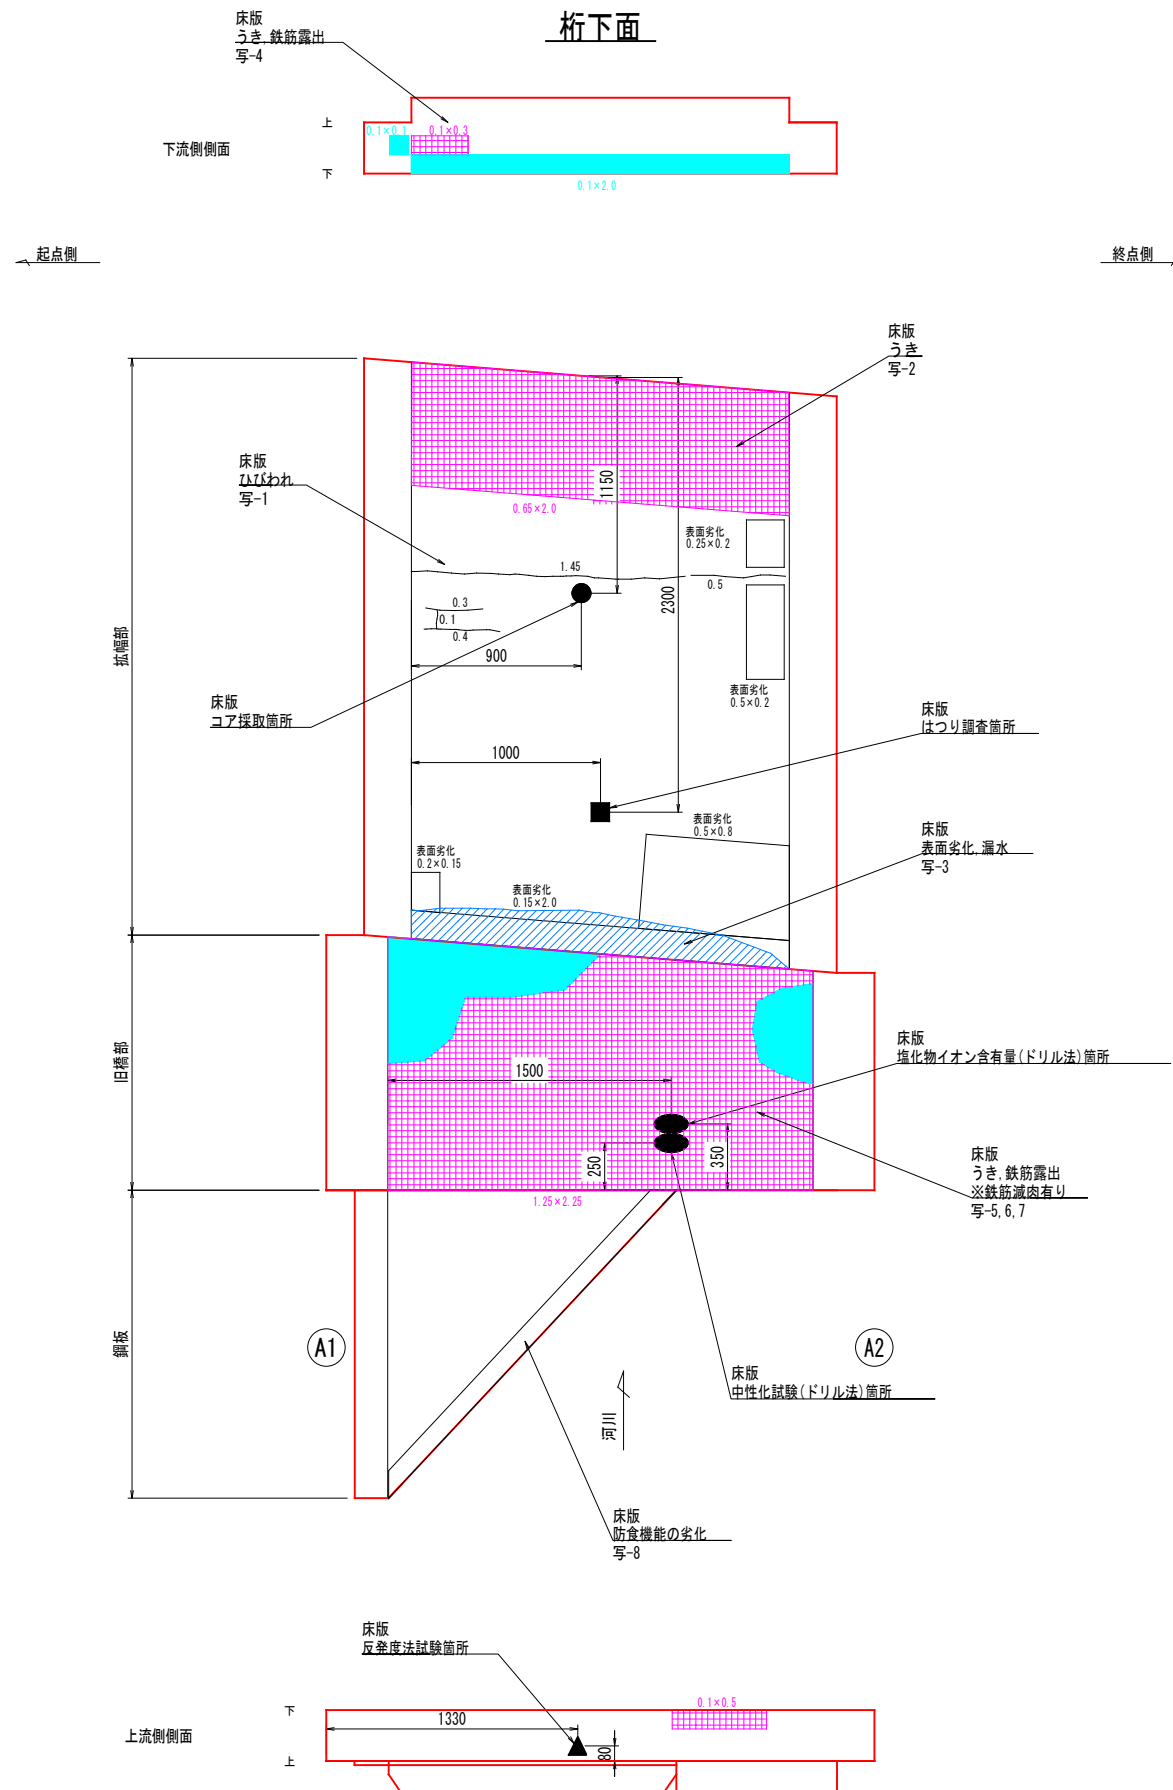 桁下面
床版
うき,鉄筋露出
写-4
上
0.1×0.1
0.1×0.3
下流側側面
下
0.1×2.0
起点側
終点側
床版
うき
写-2
床版
ひびわれ
写-1
1150
0.65×2.0
表面劣化
0.25×0.2
1.45
0.5
2300
0.3
0.1
0.4
900
拡幅部
表面劣化
0.5×0.2
床版
コア採取箇所
床版
はつり調査箇所
1000
表面劣化
0.5×0.8
床版
表面劣化,漏水
写-3
表面劣化
0.2×0.15
表面劣化
0.15×2.0
旧橋部
床版
塩化物イオン含有量(ドリル法)箇所
1500
250
350
床版
うき,鉄筋露出
※鉄筋減肉有り
写-5,6,7
1.25×2.25
鋼板
A1
A2
床版
中性化試験(ドリル法)箇所
河川
床版
防食機能の劣化
写-8
床版
反発度法試験箇所
下
0.1×0.5
1330
上流側側面
80
上